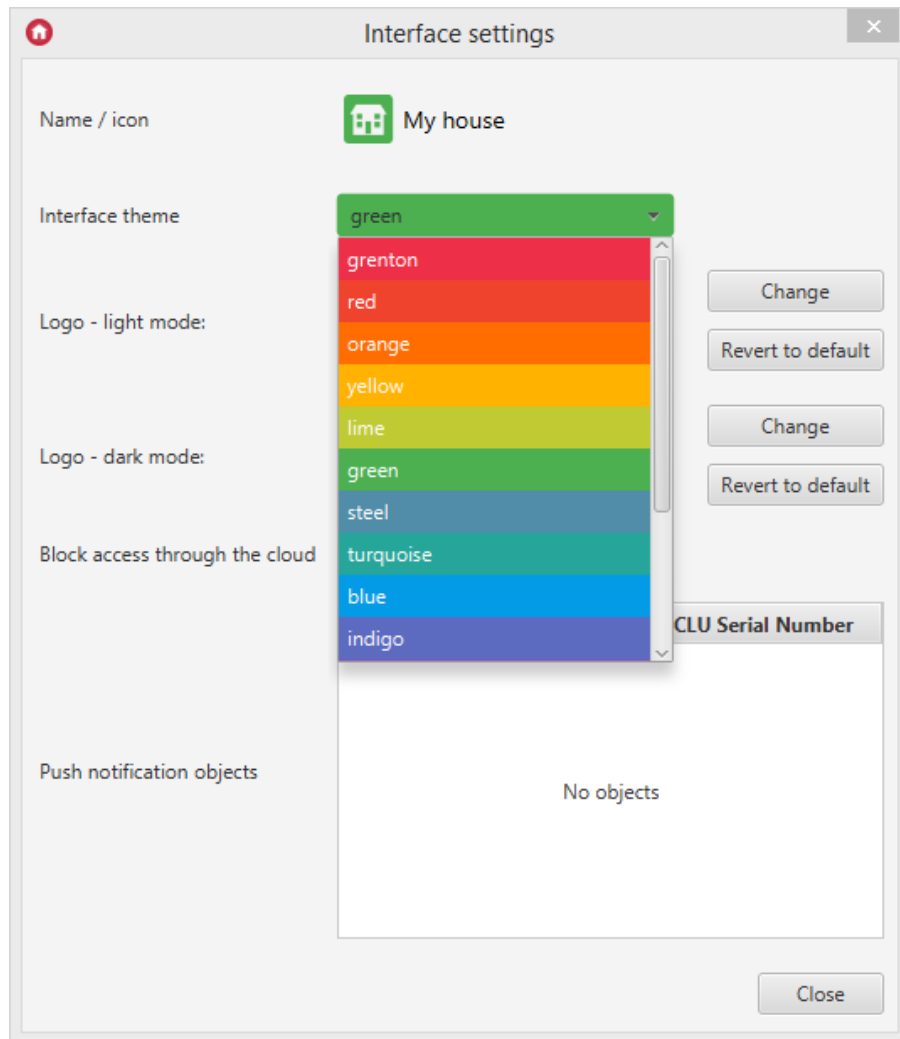 Interface settings
Name / icon
My house
Interface theme
green
grenton
red
orange
yellow
lime
green
steel
turquoise
blue
indigo
Logo - light mode:
Change
Revert to default
Logo - dark mode:
Change
Revert to default
Block access through the cloud
CLU Serial Number
Push notification objects
No objects
Close